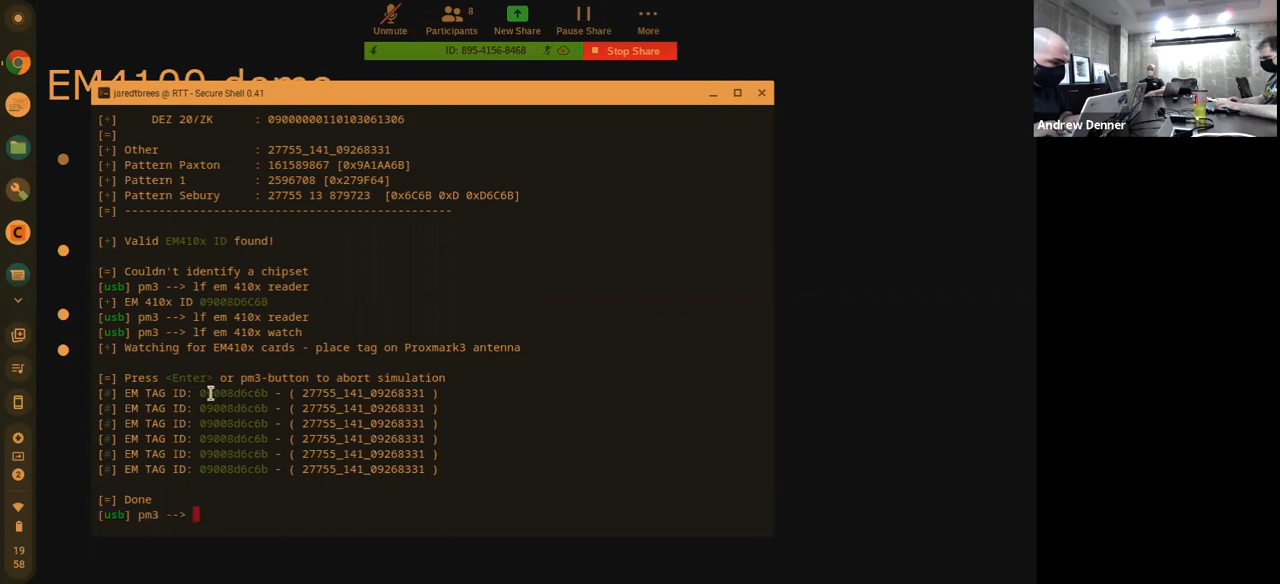 8
Unmute
Participants
New Share
Pause Share
More
ID: 895-4156-8468
Stop Share
EM4100 demo
jaredtbrees @ RTT - Secure Shell 0.41
[+] DEZ 20/ZK : 09000000110103061306
[=]
[+] Other : 27755_141_09268331
[+] Pattern Paxton : 161589867 [0x9A1AA6B]
[+] Pattern 1 : 2596708 [0x279F64]
[+] Pattern Sebury : 27755 13 879723 [0x6C6B 0xD 0xD6C6B]
[=] ------------------------------------------------
[+] Valid EM410x ID found!
[=] Couldn't identify a chipset
[usb] pm3 --> lf em 410x reader
[+] EM 410x ID 09008D6C6B
[usb] pm3 --> lf em 410x reader
[usb] pm3 --> lf em 410x watch
[+] Watching for EM410x cards - place tag on Proxmark3 antenna
[=] Press <Enter> or pm3-button to abort simulation
[#] EM TAG ID: 09008d6c6b - ( 27755_141_09268331 )
[#] EM TAG ID: 09008d6c6b - ( 27755_141_09268331 )
[#] EM TAG ID: 09008d6c6b - ( 27755_141_09268331 )
[#] EM TAG ID: 09008d6c6b - ( 27755_141_09268331 )
[#] EM TAG ID: 09008d6c6b - ( 27755_141_09268331 )
[#] EM TAG ID: 09008d6c6b - ( 27755_141_09268331 )
[=] Done
[usb] pm3 -->
Andrew Denner
C
2
19
58